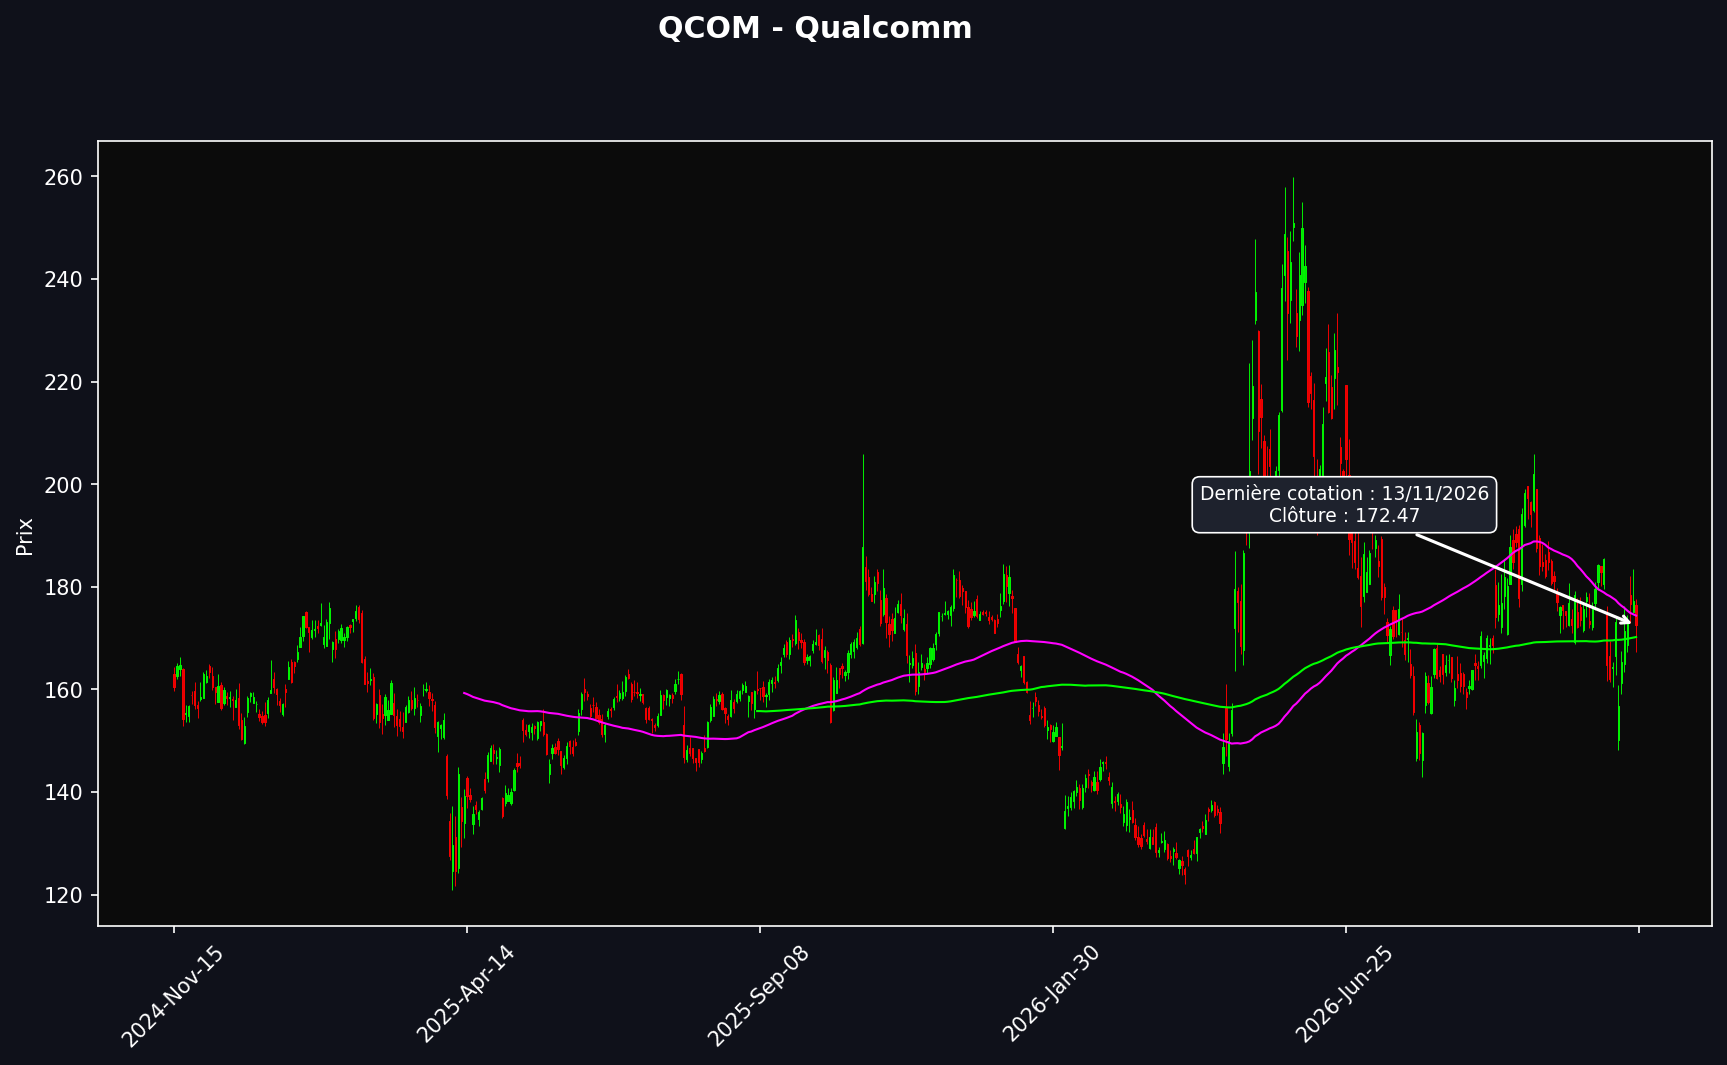 QCOM - Qualcomm
260
240
220
200
180
160
140
120
Prix
Dernière cotation : 13/11/2026
Clôture : 172.47
2024-Nov-15
2025-Apr-14
2025-Sep-08
2026-Jan-30
2026-Jun-25